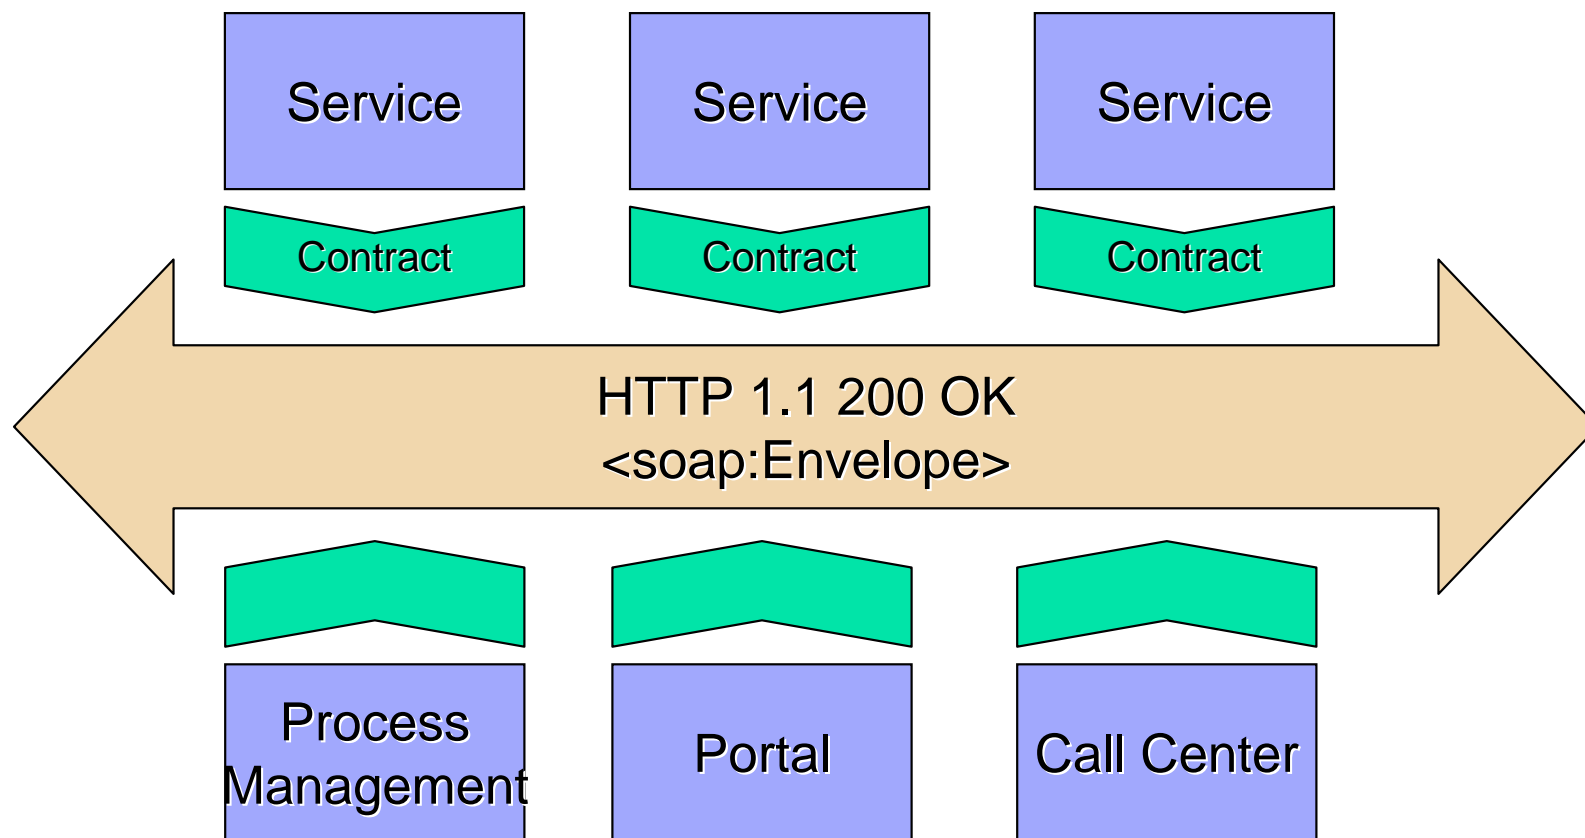 Service
Service
Service
Contract
Contract
Contract
HTTP 1.1 200 OK
<soap:Envelope>
Process
Management
Portal
Call Center